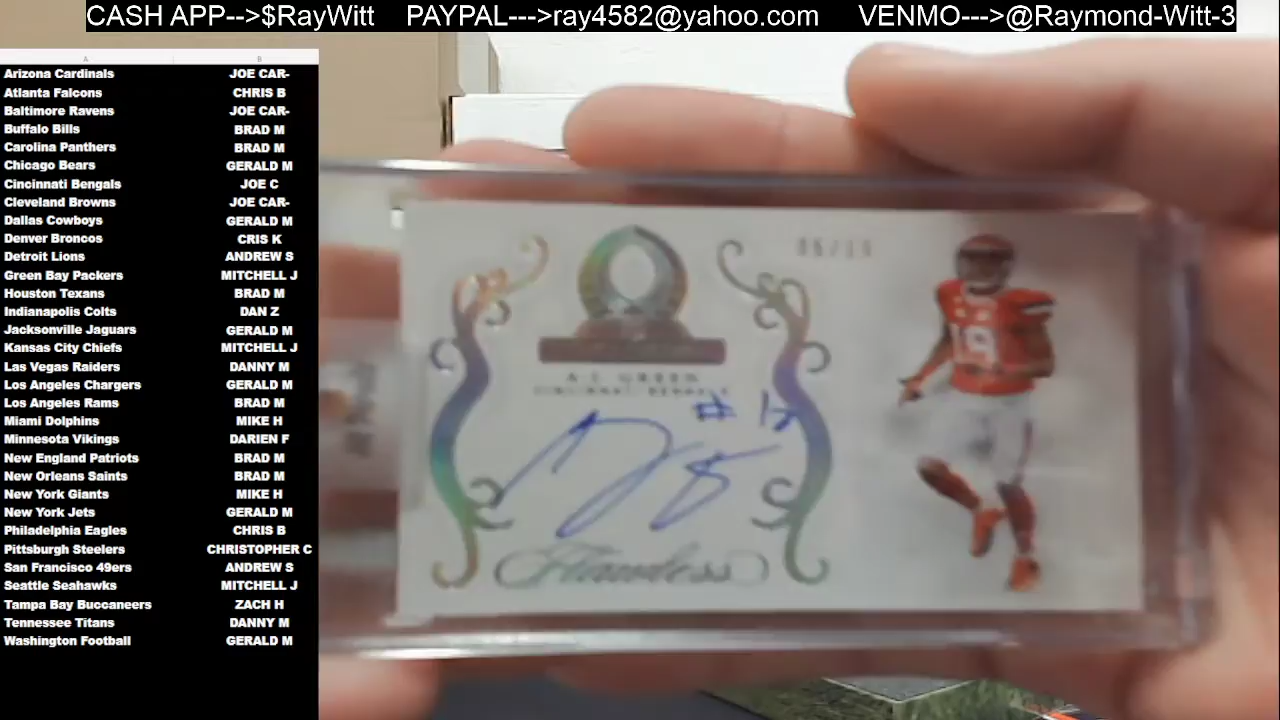 CASH APP-->$RayWitt PAYPAL--->ray4582@yahoo.com VENMO--->@Raymond-Witt-3
A B
Arizona Cardinals JOE CAR-
Atlanta Falcons CHRIS B
Baltimore Ravens JOE CAR-
Buffalo Bills BRAD M
Carolina Panthers BRAD M
Chicago Bears GERALD M
Cincinnati Bengals JOE C
Cleveland Browns JOE CAR-
Dallas Cowboys GERALD M
Denver Broncos CRIS K
Detroit Lions ANDREW S
Green Bay Packers MITCHELL J
Houston Texans BRAD M
Indianapolis Colts DAN Z
Jacksonville Jaguars GERALD M
Kansas City Chiefs MITCHELL J
Las Vegas Raiders DANNY M
Los Angeles Chargers GERALD M
Los Angeles Rams BRAD M
Miami Dolphins MIKE H
Minnesota Vikings DARIEN F
New England Patriots BRAD M
New Orleans Saints BRAD M
New York Giants MIKE H
New York Jets GERALD M
Philadelphia Eagles CHRIS B
Pittsburgh Steelers CHRISTOPHER C
San Francisco 49ers ANDREW S
Seattle Seahawks MITCHELL J
Tampa Bay Buccaneers ZACH H
Tennessee Titans DANNY M
Washington Football GERALD M
A.J. GREEN
CINCINNATI BENGALS
Flawless
19